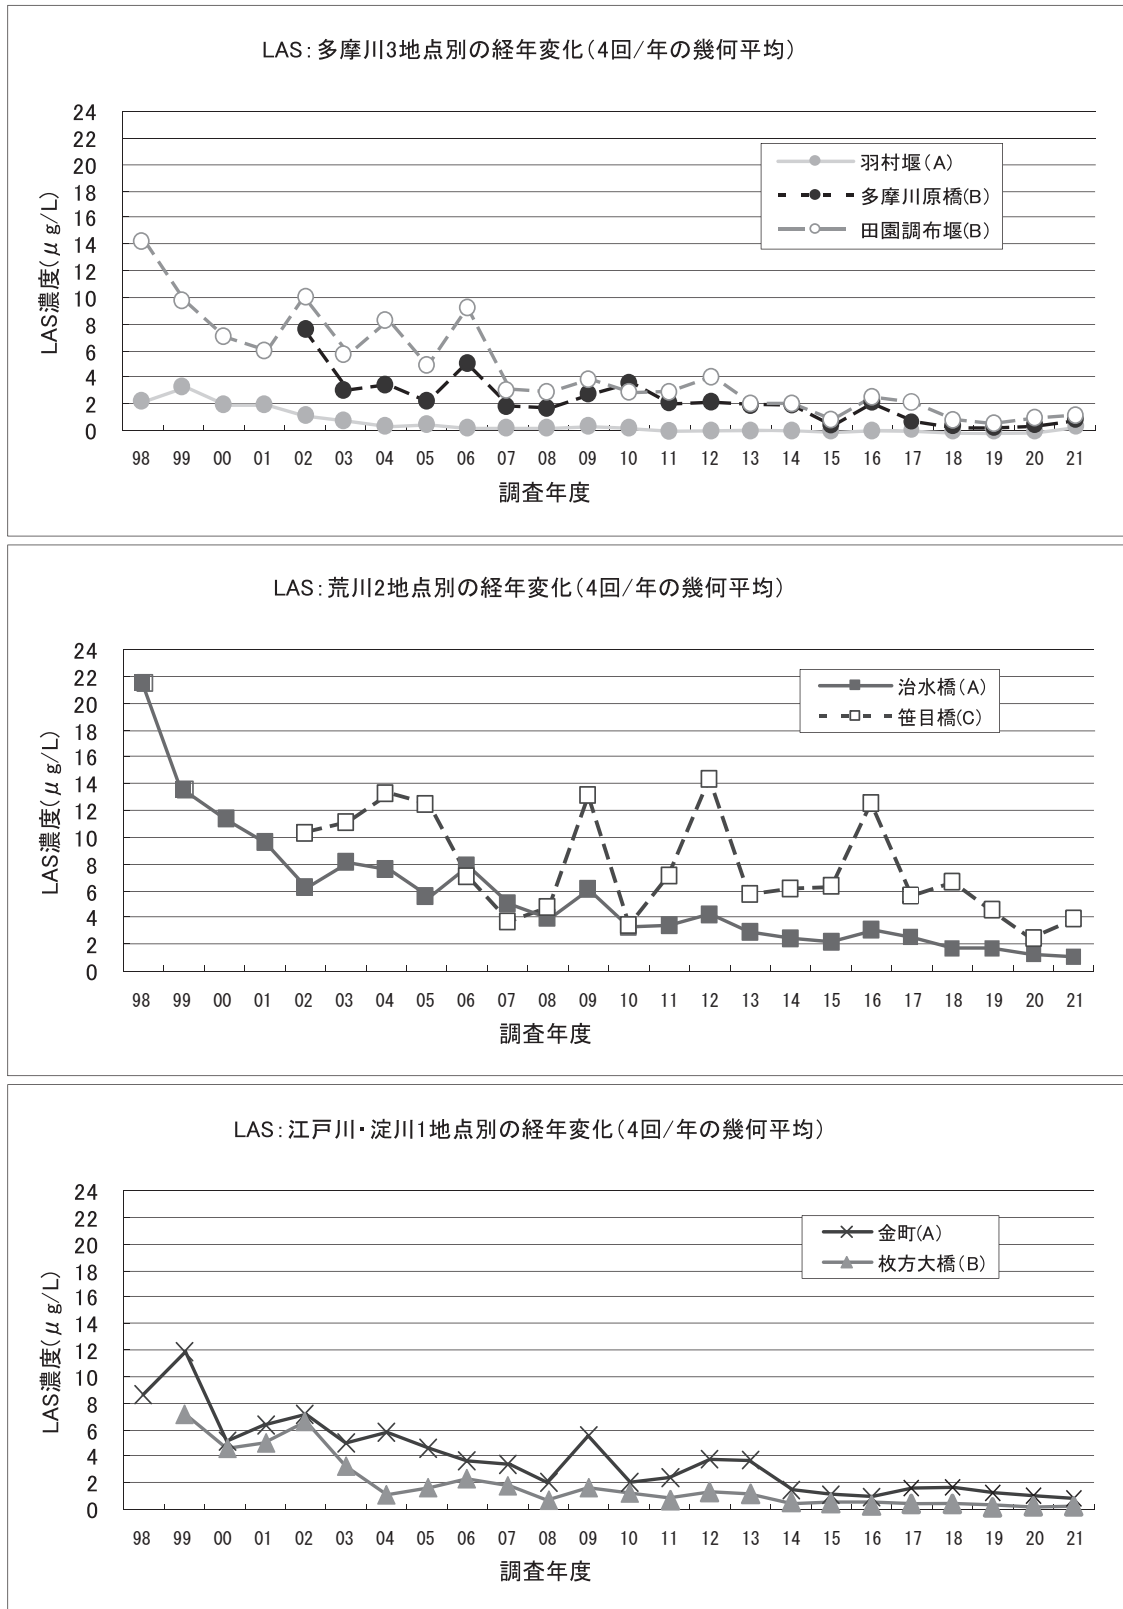 LAS:多摩川3地点別の経年変化(4回/年の幾何平均)
LAS濃度(μg/L)
24
22
20
18
16
14
12
10
8
6
4
2
0
羽村堰(A)
多摩川原橋(B)
田園調布堰(B)
98 99 00 01 02 03 04 05 06 07 08 09 10 11 12 13 14 15 16 17 18 19 20 21
調査年度
LAS:荒川2地点別の経年変化(4回/年の幾何平均)
LAS濃度(μg/L)
24
22
20
18
16
14
12
10
8
6
4
2
0
治水橋(A)
笹目橋(C)
98 99 00 01 02 03 04 05 06 07 08 09 10 11 12 13 14 15 16 17 18 19 20 21
調査年度
LAS:江戸川・淀川1地点別の経年変化(4回/年の幾何平均)
LAS濃度(μg/L)
24
22
20
18
16
14
12
10
8
6
4
2
0
金町(A)
枚方大橋(B)
98 99 00 01 02 03 04 05 06 07 08 09 10 11 12 13 14 15 16 17 18 19 20 21
調査年度